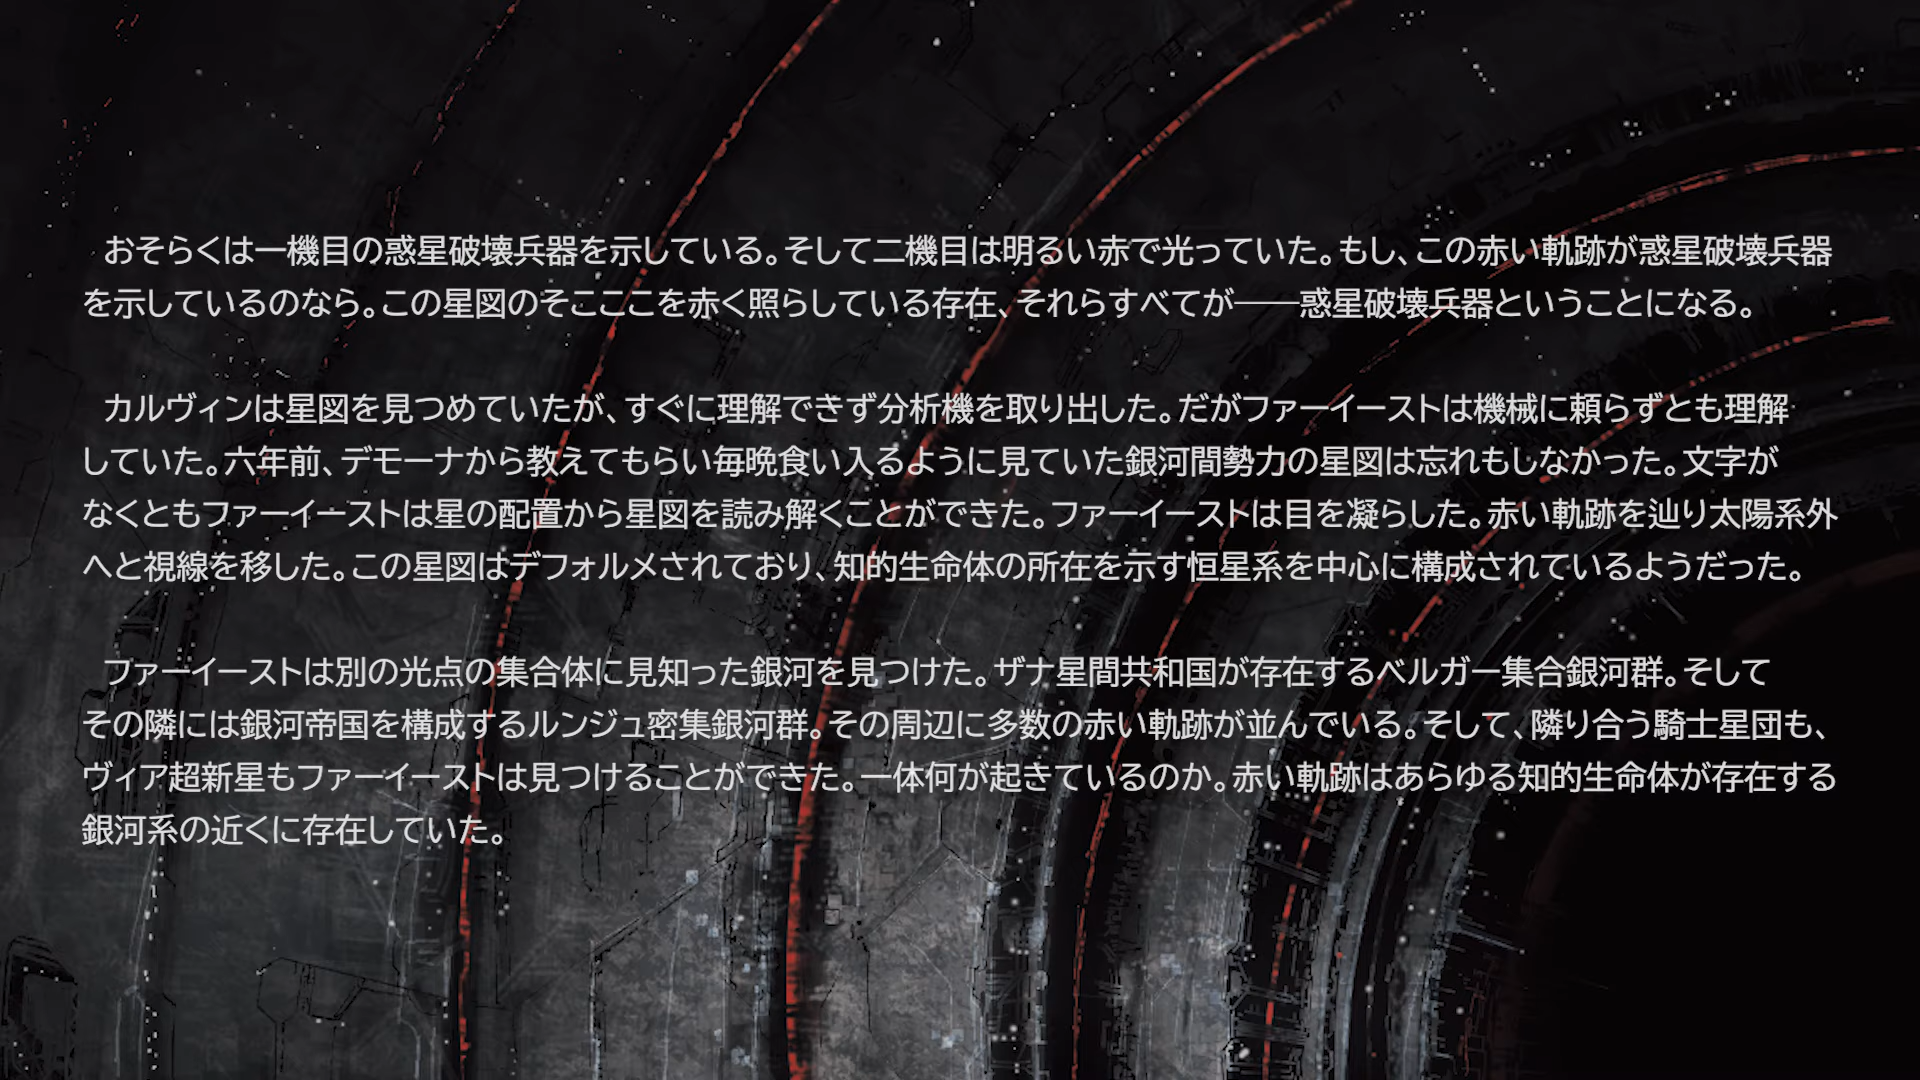 おそらくは一機目の惑星破壊兵器を示している。そして二機目は明るい赤で光っていた。もし、この赤い軌跡が惑星破壊兵器
を示しているのなら。この星図のそこここを赤く照らしている存在、それらすべてが──惑星破壊兵器ということになる。
カルヴィンは星図を見つめていたが、すぐに理解できず分析機を取り出した。だがファーイーストは機械に頼らずとも理解
していた。六年前、デモーナから教えてもらい毎晩食い入るように見ていた銀河間勢力の星図は忘れもしなかった。文字が
なくともファーイーストは星の配置から星図を読み解くことができた。ファーイーストは目を凝らした。赤い軌跡を辿り太陽系外
へと視線を移した。この星図はデフォルメされており、知的生命体の所在を示す恒星系を中心に構成されているようだった。
ファーイーストは別の光点の集合体に見知った銀河を見つけた。ザナ星間共和国が存在するベルガー集合銀河群。そして
その隣には銀河帝国を構成するルンジュ密集銀河群。その周辺に多数の赤い軌跡が並んでいる。そして、隣り合う騎士星団も、
ヴィア超新星もファーイーストは見つけることができた。一体何が起きているのか。赤い軌跡はあらゆる知的生命体が存在する
銀河系の近くに存在していた。